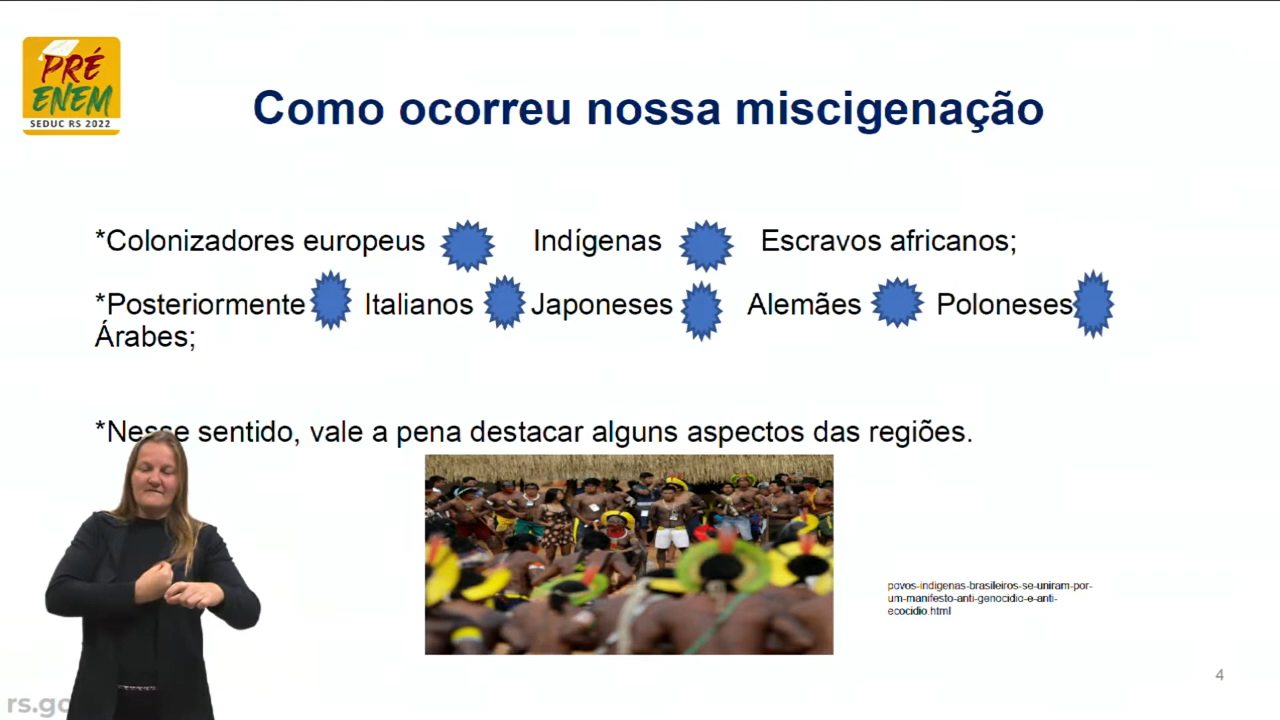 PRÉ
ENEM
SEDUC RS 2022
Como ocorreu nossa miscigenação
*Colonizadores europeus Indígenas Escravos africanos;
*Posteriormente Italianos Japoneses Alemães Poloneses
Árabes;
*Nesse sentido, vale a pena destacar alguns aspectos das regiões.
povos-indigenas-brasileiros-se-uniram-por-
um-manifesto-anti-genocidio-e-anti-
ecocidio.html
4
rs.go